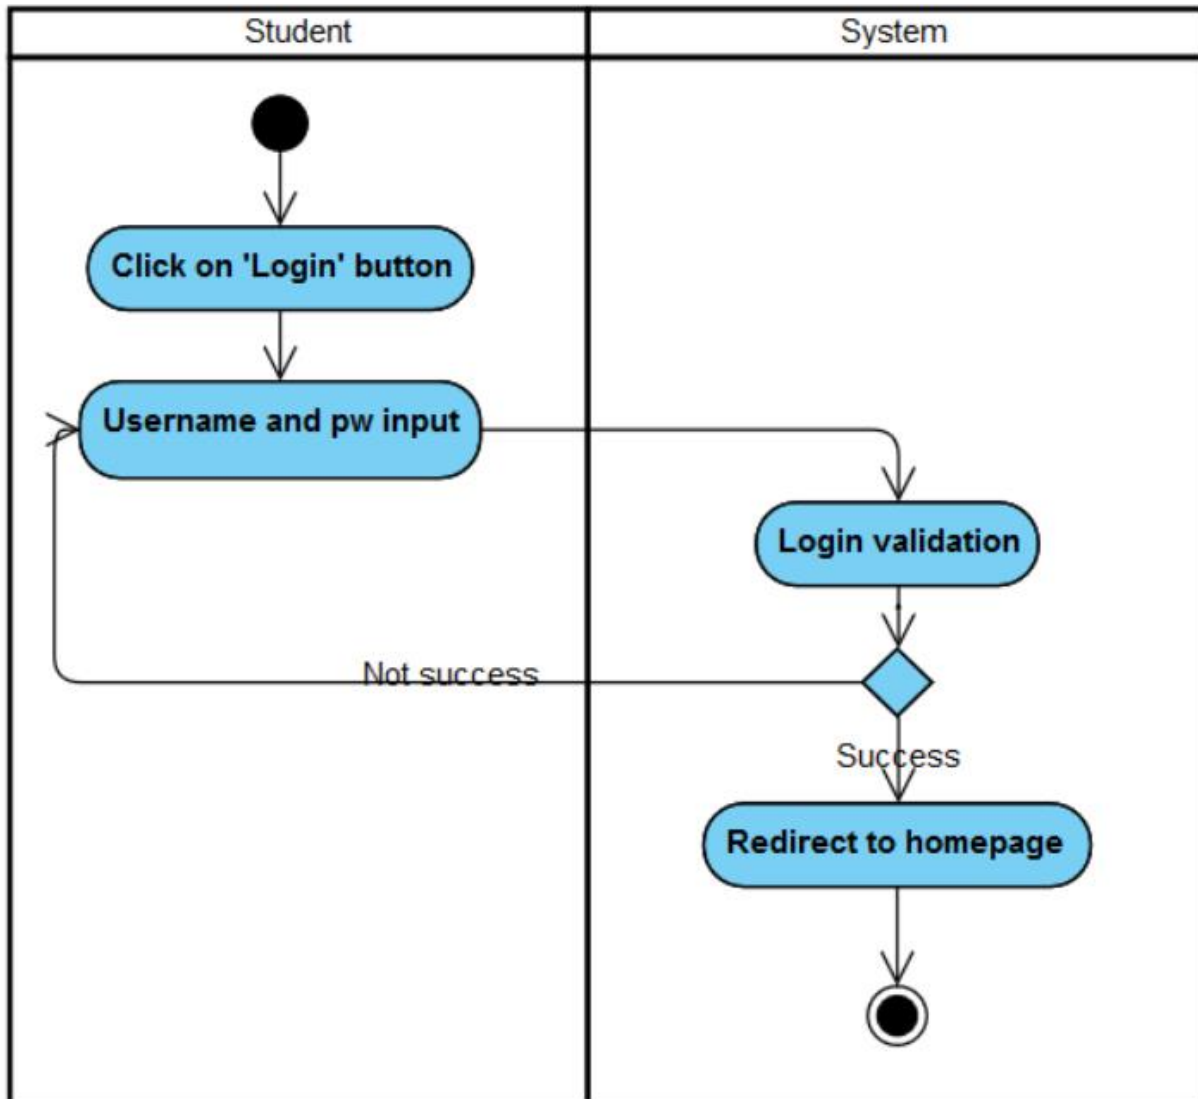 Student
System
Click on 'Login' button
Username and pw input
Login validation
Not success
Success
Redirect to homepage